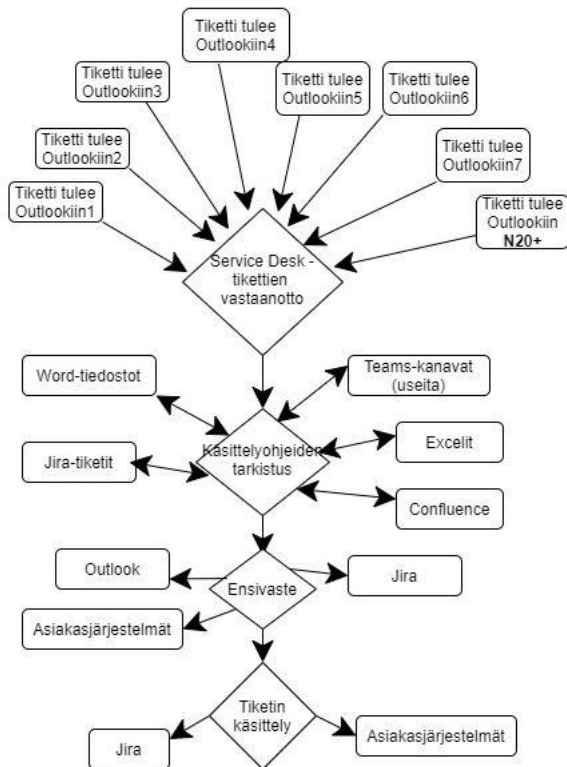 Tiketti tulee
Outlookiin4
Tiketti tulee
Outlookiin3
Tiketti tulee
Outlookiin5
Tiketti tulee
Outlookiin6
Tiketti tulee
Outlookiin2
Tiketti tulee
Outlookiin7
Tiketti tulee
Outlookiin1
Tiketti tulee
Outlookiin
N20+
Service Desk -
tikettien
vastaanotto
Word-tiedostot
Teams-kanavat
(useita)
Käsittelyohjeiden
tarkistus
Jira-tiketit
Excelit
Confluence
Outlook
Ensivaste
Jira
Asiakasjärjestelmät
Tiketin
käsittely
Jira
Asiakasjärjestelmät